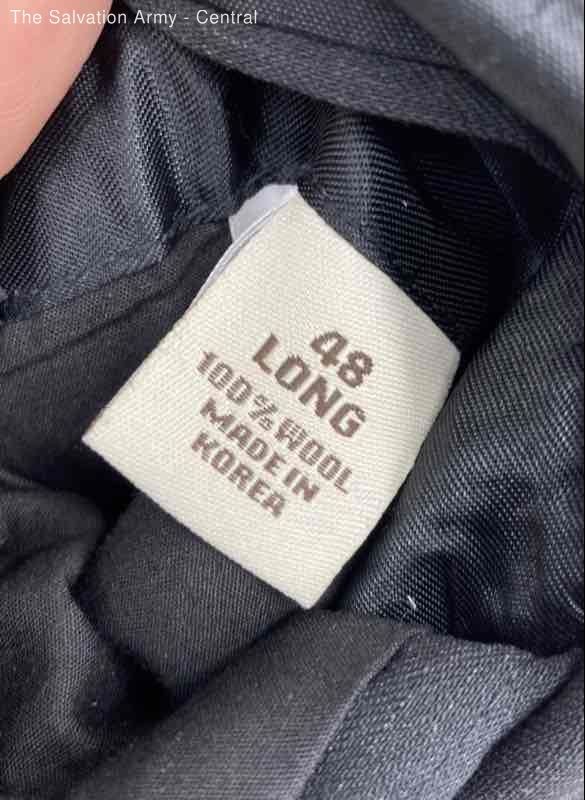 The Salvation Army - Central
48
LONG
100% WOOL
MADE IN
KOREA